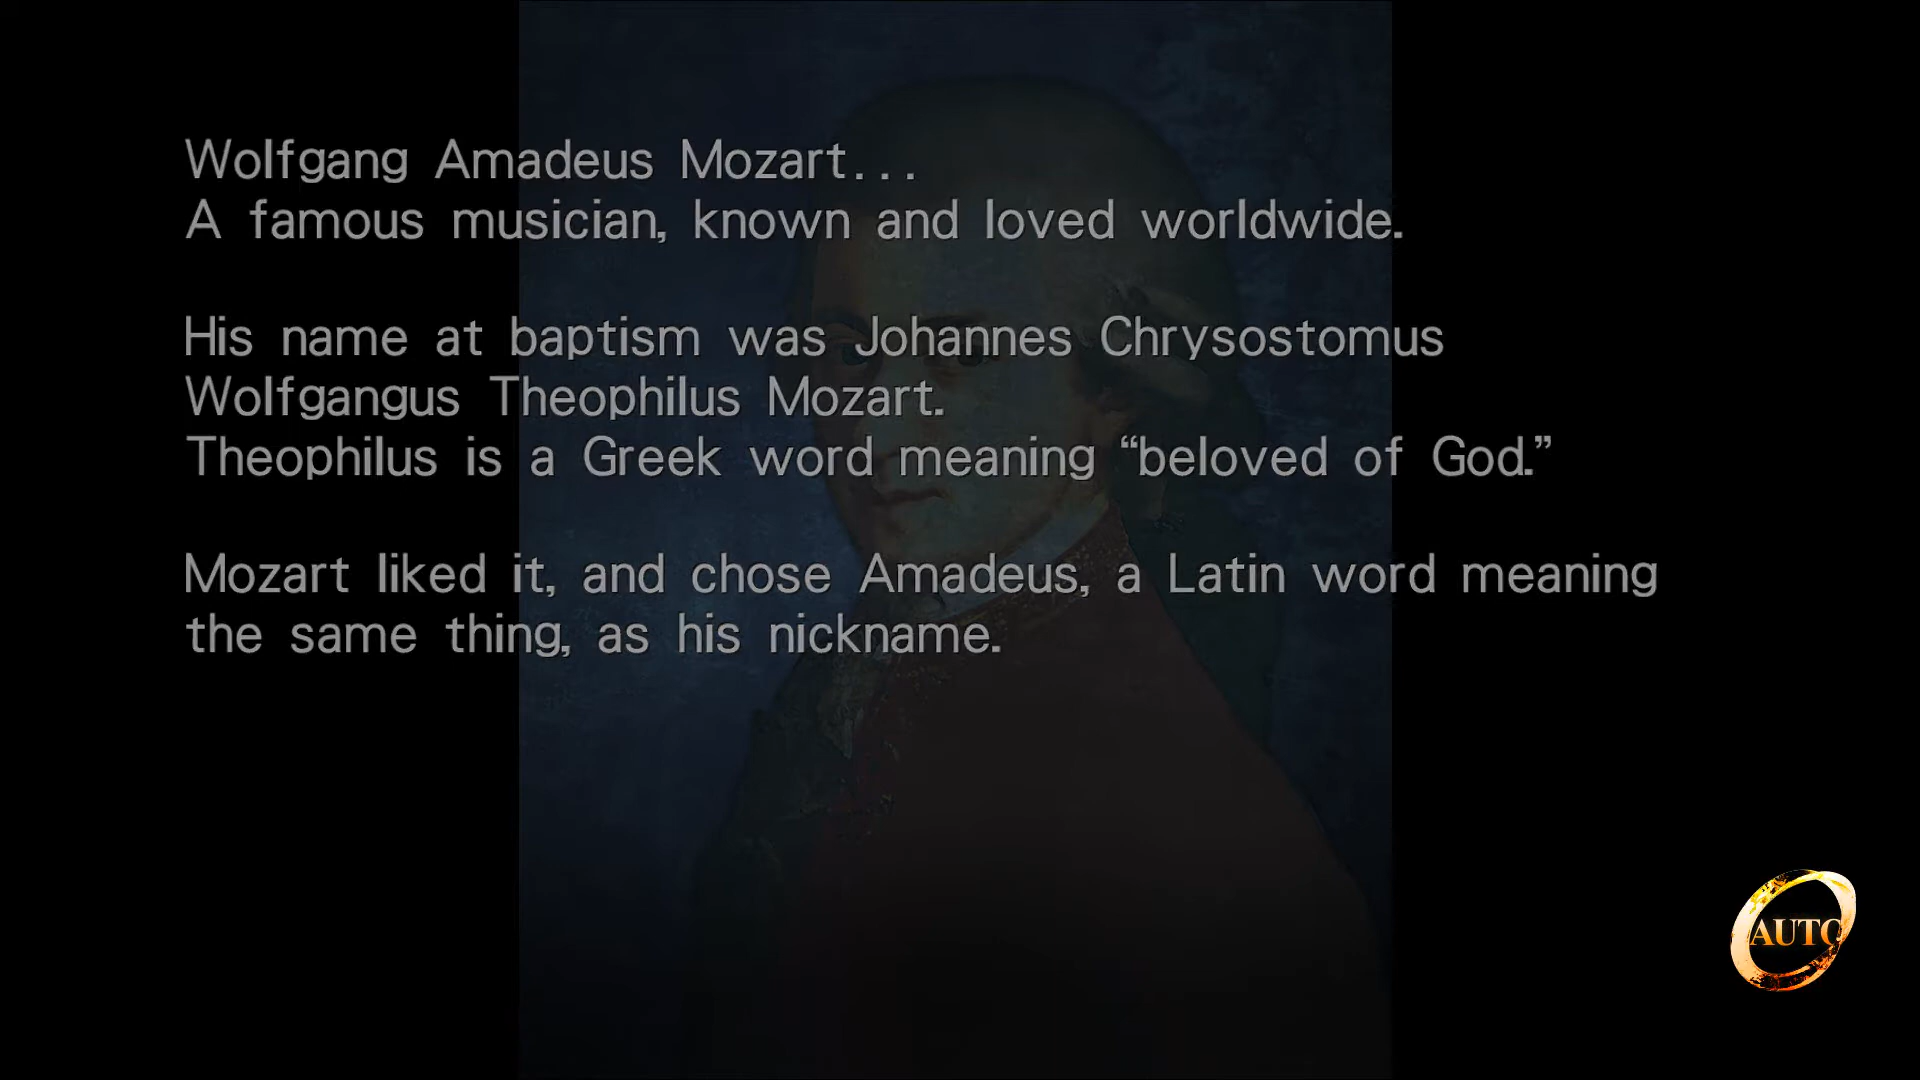 Wolfgang Amadeus Mozart...
A famous musician, known and loved worldwide.
His name at baptism was Johannes Chrysostomus
Wolfgangus Theophilus Mozart.
Theophilus is a Greek word meaning “beloved of God.”
Mozart liked it, and chose Amadeus, a Latin word meaning
the same thing, as his nickname.
AUTO